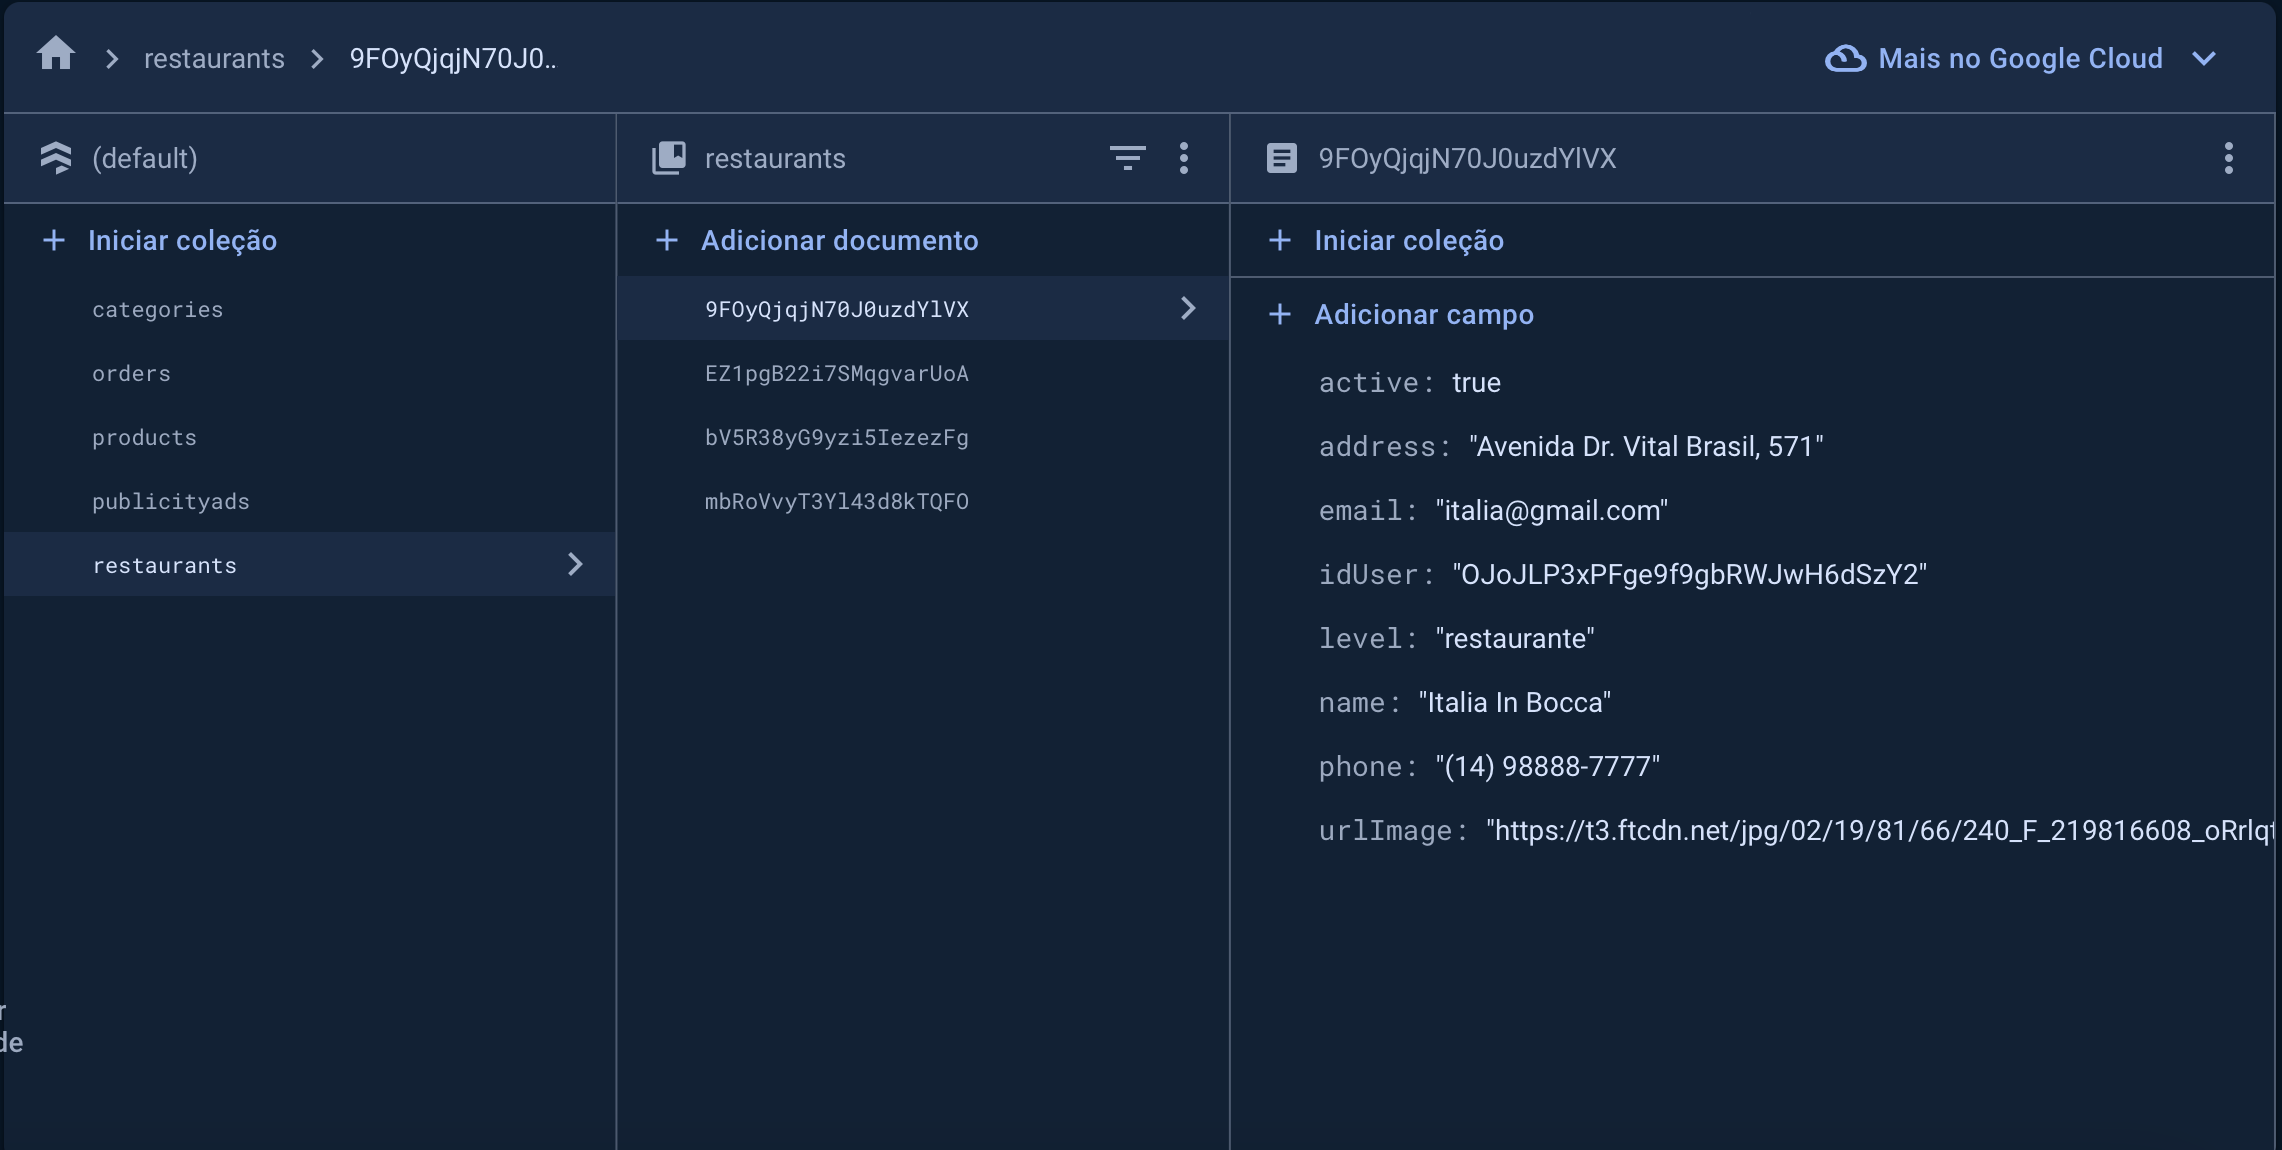 restaurants
9FOyQjqjN70J0..
Mais no Google Cloud
(default)
restaurants
9FOyQjqjN70J0uzdYlVX
Iniciar coleção
Adicionar documento
Iniciar coleção
categories
orders
products
publicityads
restaurants
9FOyQjqjN70J0uzdYlVX
EZ1pgB22i7SMqgvarUoA
bV5R38yG9yzi5IezezFg
mbRoVvyT3Yl43d8kTQFO
Adicionar campo
active: true
address: "Avenida Dr. Vital Brasil, 571"
email: "italia@gmail.com"
idUser: "OJoJLP3xPFge9f9gbRWJwH6dSzY2"
level: "restaurante"
name: "Italia In Bocca"
phone: "(14) 98888-7777"
urlImage: "https://t3.ftcdn.net/jpg/02/19/81/66/240_F_219816608_oRrlqt
r
de